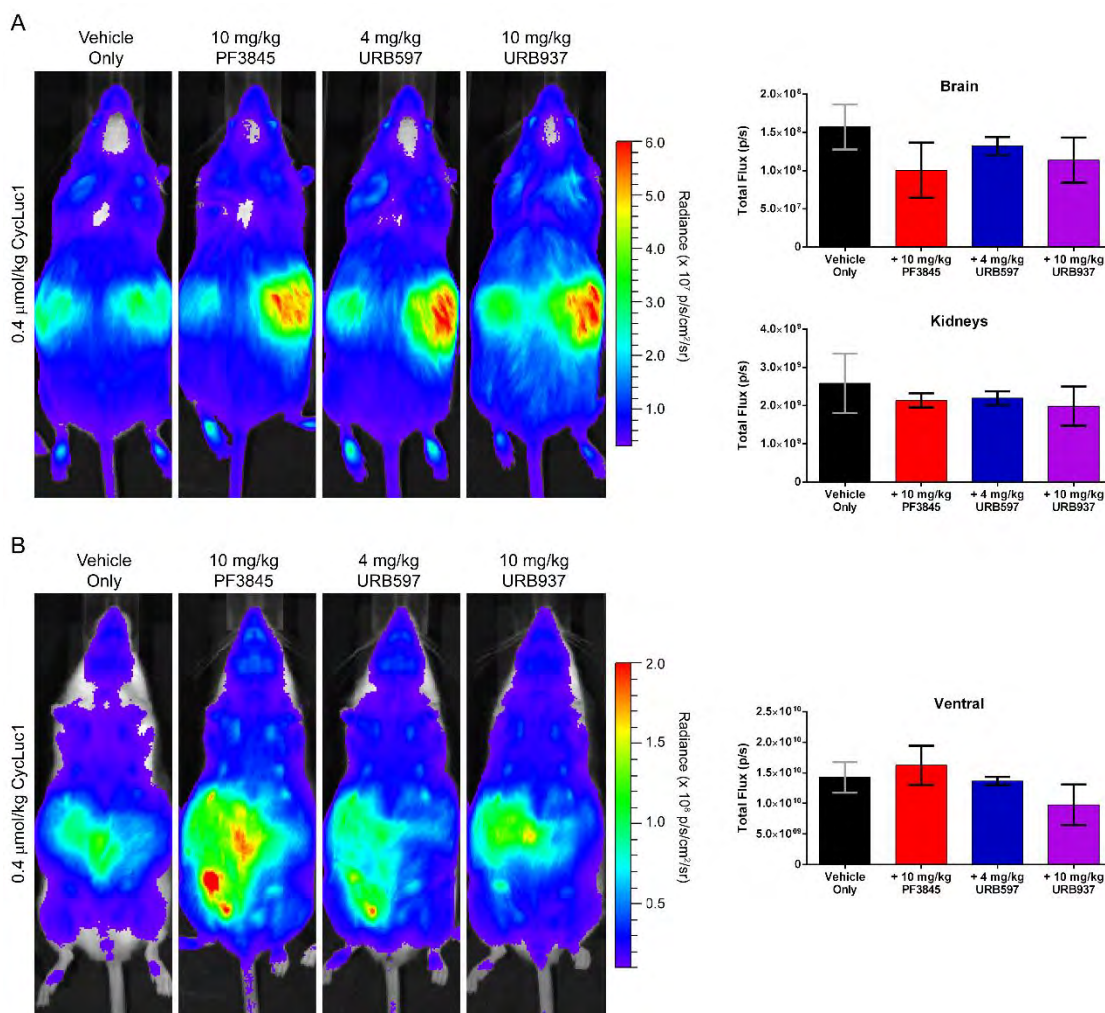 A
Vehicle
Only
10 mg/kg
PF3845
4 mg/kg
URB597
10 mg/kg
URB937
0.4 μmol/kg CycLuc1
6.0
5.0
4.0
3.0
2.0
1.0
Radiance (x 10⁷ p/s/cm²/sr)
Brain
Total Flux (p/s)
2.0×10⁸
1.5×10⁸
1.0×10⁸
5.0×10⁷
0
Vehicle
Only
+ 10 mg/kg
PF3845
+ 4 mg/kg
URB597
+ 10 mg/kg
URB937
Kidneys
Total Flux (p/s)
4.0×10⁹
3.0×10⁹
2.0×10⁹
1.0×10⁹
0
Vehicle
Only
+ 10 mg/kg
PF3845
+ 4 mg/kg
URB597
+ 10 mg/kg
URB937
B
Vehicle
Only
10 mg/kg
PF3845
4 mg/kg
URB597
10 mg/kg
URB937
0.4 μmol/kg CycLuc1
2.0
1.5
1.0
0.5
Radiance (x 10⁸ p/s/cm²/sr)
Ventral
Total Flux (p/s)
2.5×10¹⁰
2.0×10¹⁰
1.5×10¹⁰
1.0×10¹⁰
5.0×10⁰⁹
0
Vehicle
Only
+ 10 mg/kg
PF3845
+ 4 mg/kg
URB597
+ 10 mg/kg
URB937